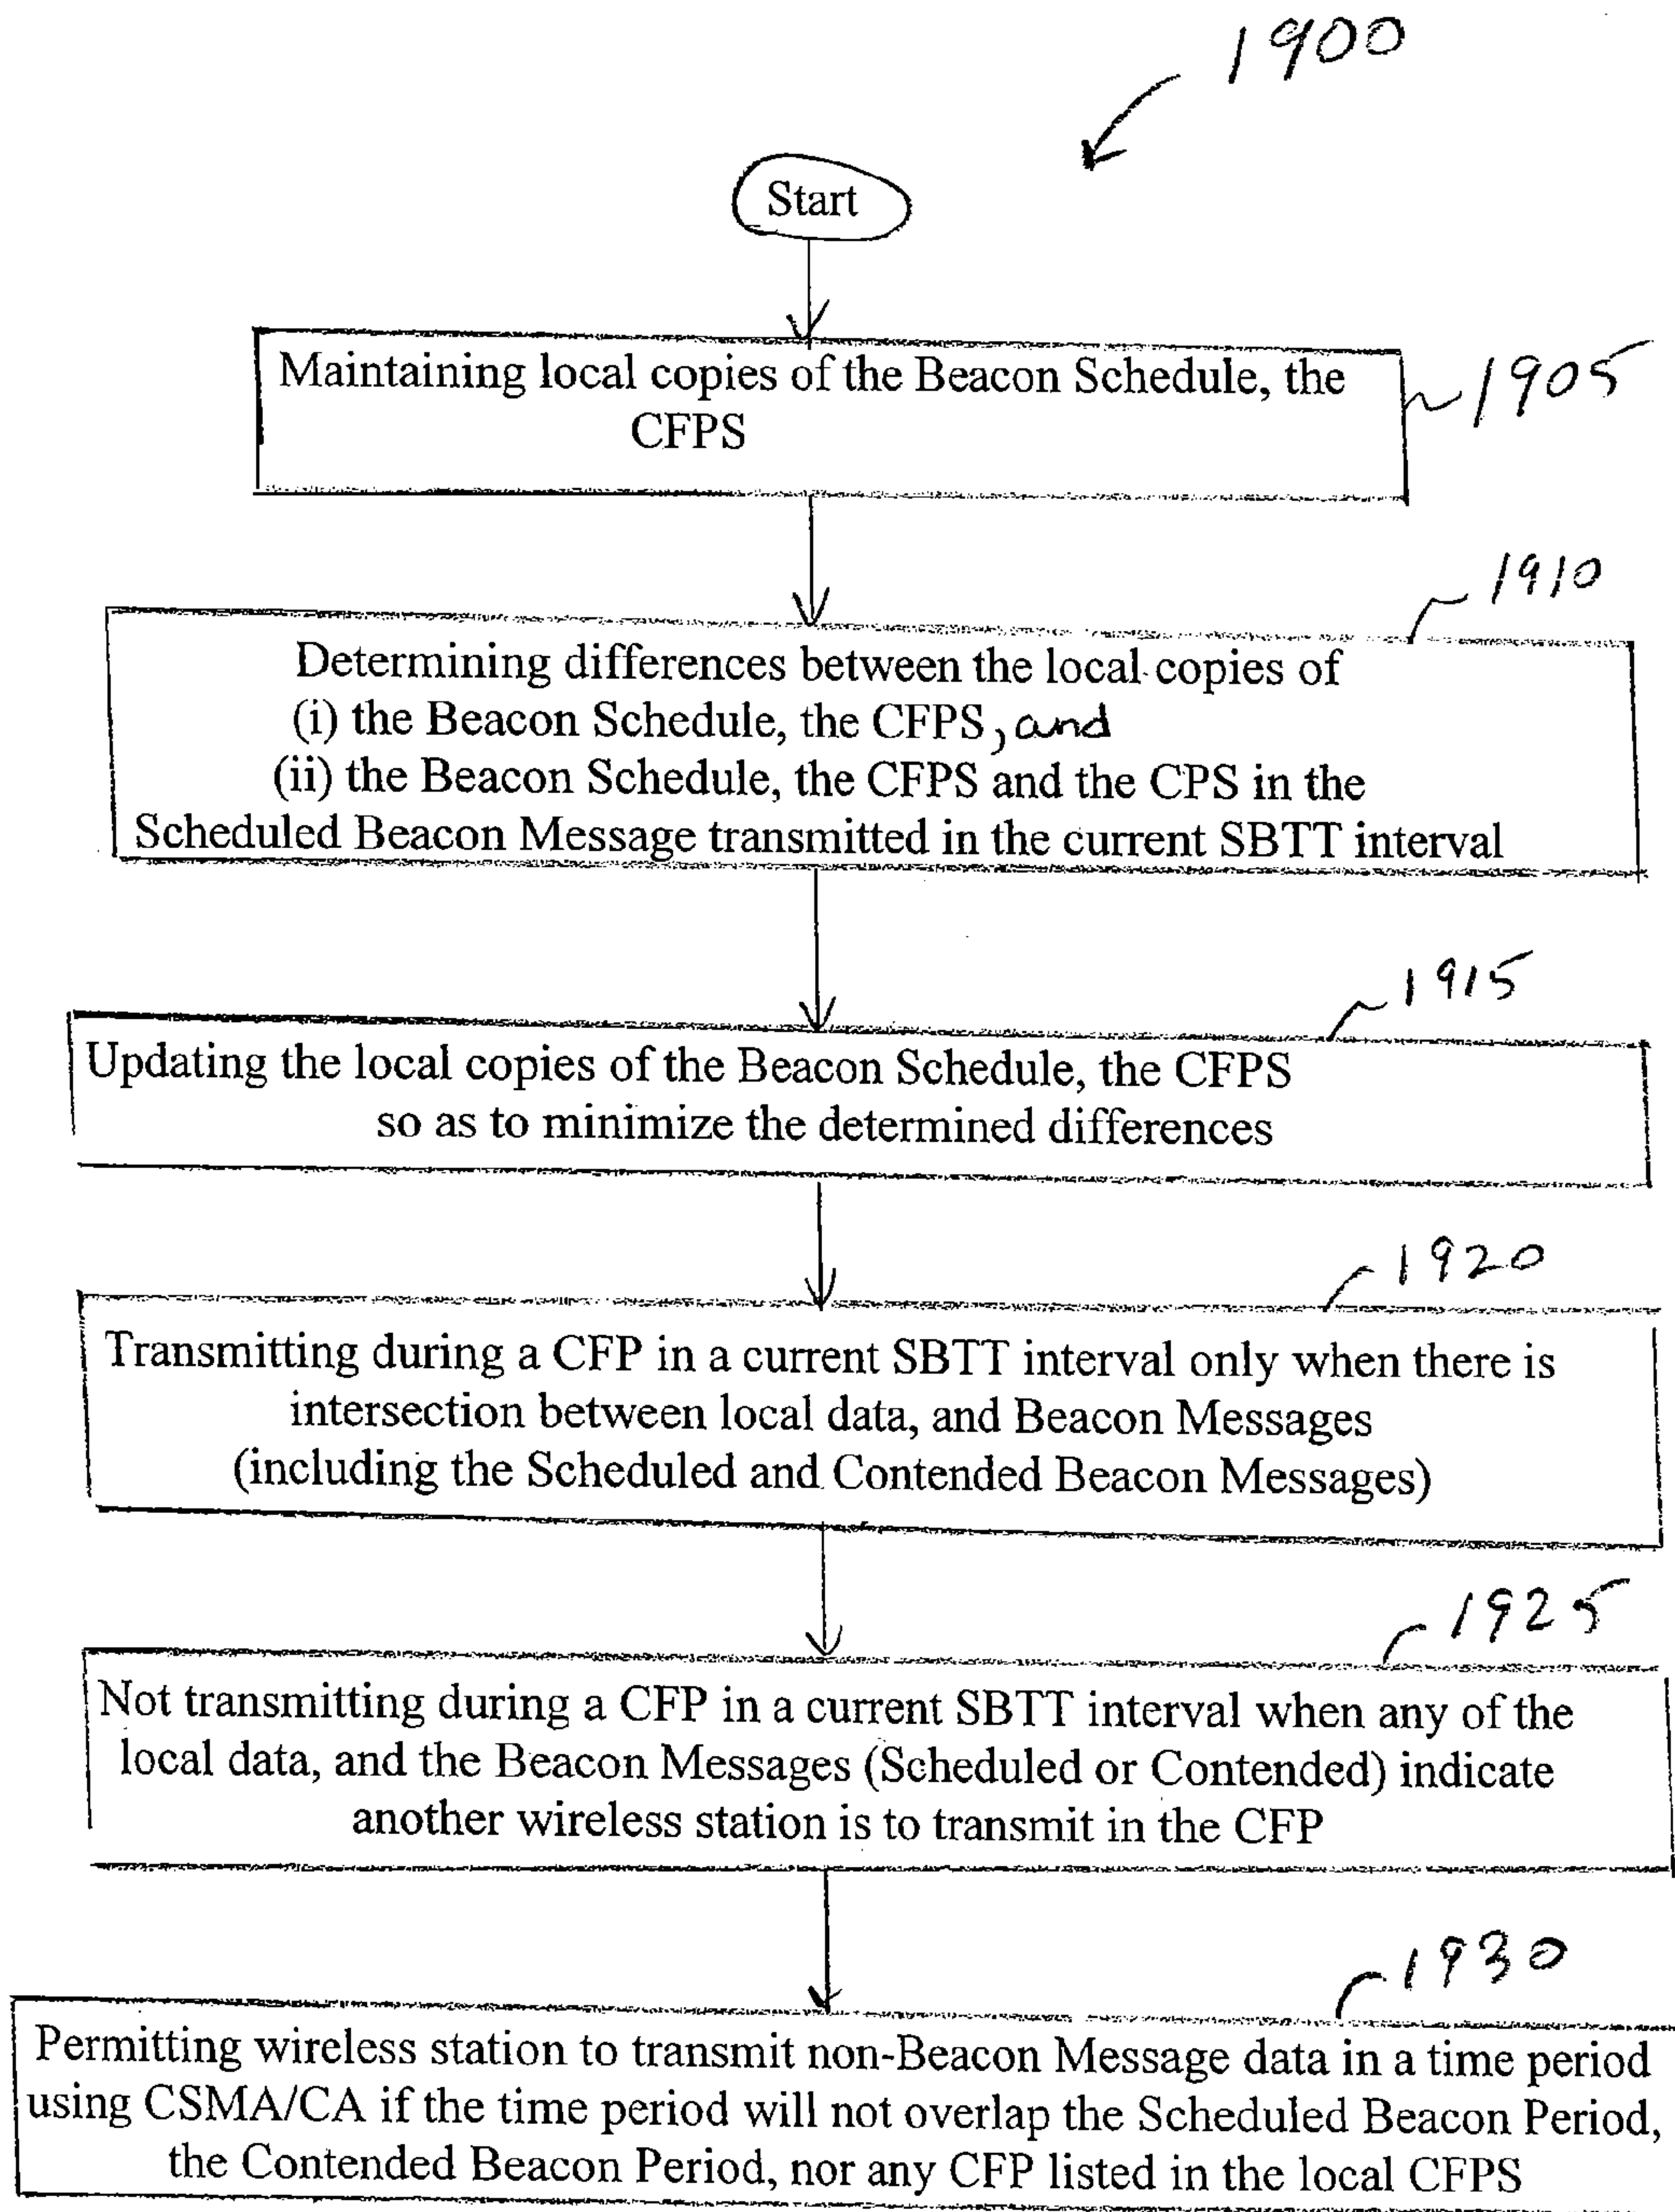 1900
Start
Maintaining local copies of the Beacon Schedule, the
CFPS
1905
1910
Determining differences between the local copies of
(i) the Beacon Schedule, the CFPS, and
(ii) the Beacon Schedule, the CFPS and the CPS in the
Scheduled Beacon Message transmitted in the current SBTT interval
1915
Updating the local copies of the Beacon Schedule, the CFPS
so as to minimize the determined differences
1920
Transmitting during a CFP in a current SBTT interval only when there is
intersection between local data, and Beacon Messages
(including the Scheduled and Contended Beacon Messages)
1925
Not transmitting during a CFP in a current SBTT interval when any of the
local data, and the Beacon Messages (Scheduled or Contended) indicate
another wireless station is to transmit in the CFP
1930
Permitting wireless station to transmit non-Beacon Message data in a time period
using CSMA/CA if the time period will not overlap the Scheduled Beacon Period,
the Contended Beacon Period, nor any CFP listed in the local CFPS